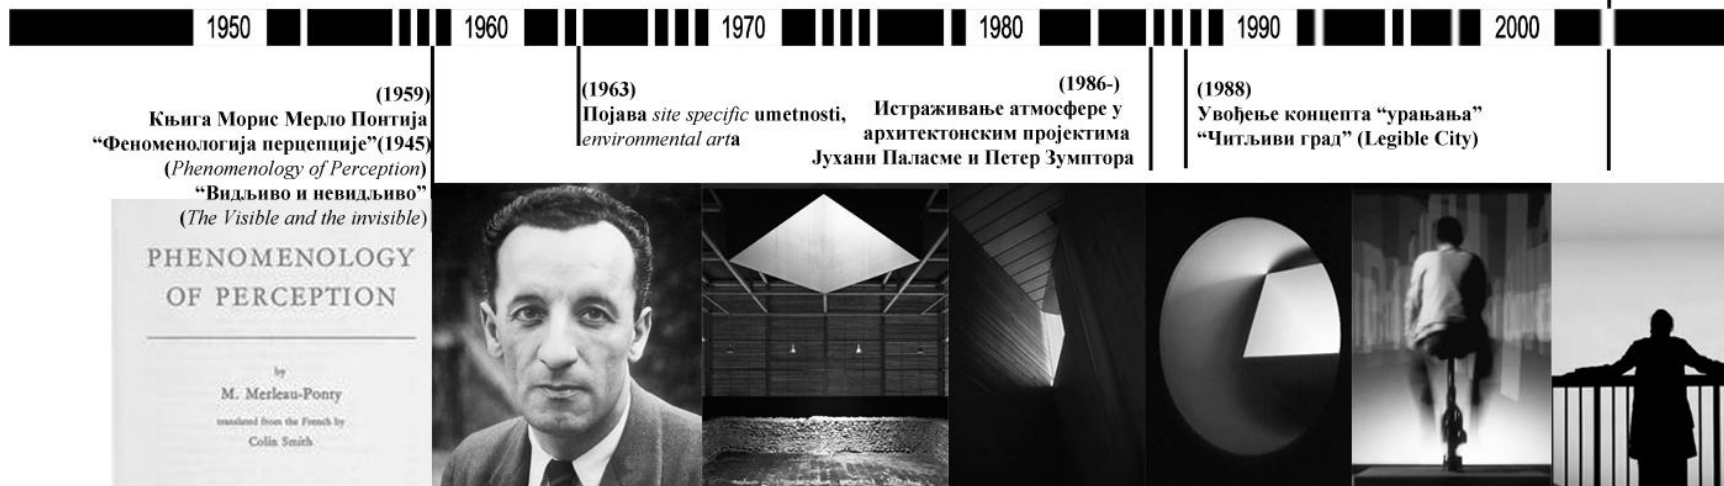 1950
1960
1970
1980
1990
2000
(1959)
Књига Морис Мерло Понтија
“Феноменологија перцепције”(1945)
(Phenomenology of Perception)
“Видљиво и невидљиво”
(The Visible and the invisible)
(1963)
Појава site specific уметности,
environmental artа
(1986-)
Истраживање атмосфере у
архитектонским пројектима
Јухани Паласме и Петер Зумптора
(1988)
Увођење концепта “урањања”
“Читљиви град” (Legible City)
PHENOMENOLOGY
OF PERCEPTION
by
M. Merleau-Ponty
translated from the French by
Colin Smith